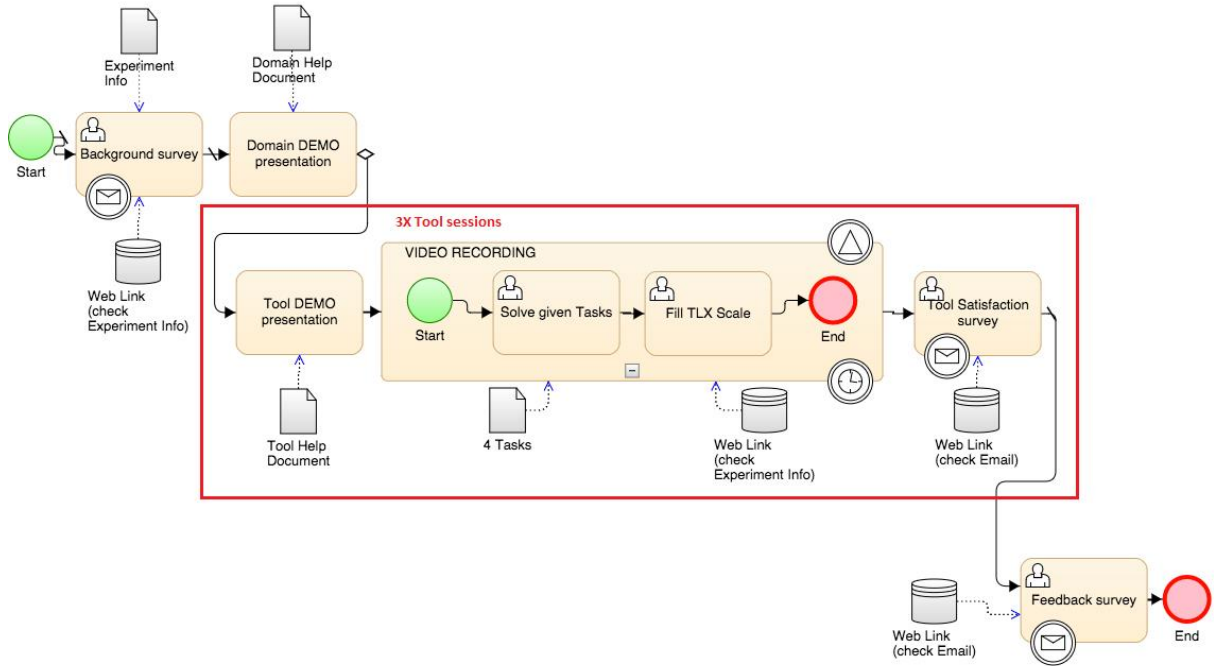 Experiment
Info
Domain Help
Document
Start
Background survey
Domain DEMO
presentation
Web Link
(check
Experiment Info)
3X Tool sessions
VIDEO RECORDING
Tool DEMO
presentation
Start
Solve given Tasks
Fill TLX Scale
End
Tool Satisfaction
survey
Tool Help
Document
4 Tasks
Web Link
(check
Experiment Info)
Web Link
(check Email)
Feedback survey
End
Web Link
(check Email)